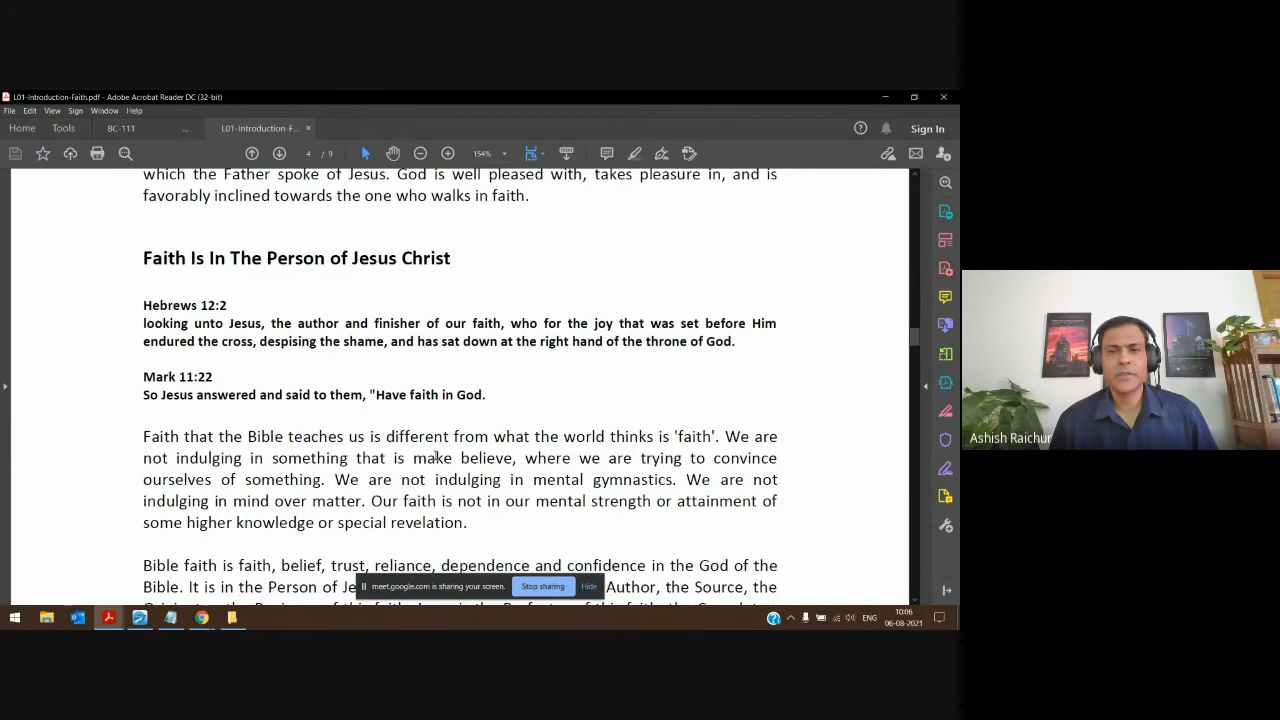 L01-Introduction-Faith.pdf - Adobe Acrobat Reader DC (32-bit)
File Edit View Sign Window Help
Home Tools BC-111 ... L01-Introduction-F... × Sign In
4 / 9 154%
which the Father spoke of Jesus. God is well pleased with, takes pleasure in, and is
favorably inclined towards the one who walks in faith.
Faith Is In The Person of Jesus Christ
Hebrews 12:2
looking unto Jesus, the author and finisher of our faith, who for the joy that was set before Him
endured the cross, despising the shame, and has sat down at the right hand of the throne of God.
Mark 11:22
So Jesus answered and said to them, "Have faith in God.
Faith that the Bible teaches us is different from what the world thinks is 'faith'. We are
not indulging in something that is make believe, where we are trying to convince
ourselves of something. We are not indulging in mental gymnastics. We are not
indulging in mind over matter. Our faith is not in our mental strength or attainment of
some higher knowledge or special revelation.
Bible faith is faith, belief, trust, reliance, dependence and confidence in the God of the
Bible. It is in the Person of Author, the Source, the
meet.google.com is sharing your screen. Stop sharing Hide
ENG
10:06
06-08-2021
Ashish Raichur